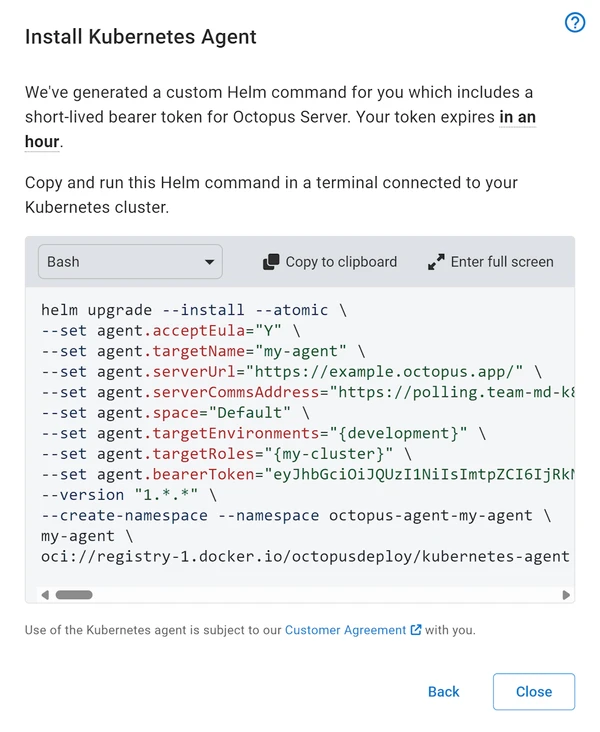 Install Kubernetes Agent
We've generated a custom Helm command for you which includes a
short-lived bearer token for Octopus Server. Your token expires in an
hour.
Copy and run this Helm command in a terminal connected to your
Kubernetes cluster.
Bash
Copy to clipboard
Enter full screen
helm upgrade --install --atomic \
--set agent.acceptEula="Y" \
--set agent.targetName="my-agent" \
--set agent.serverUrl="https://example.octopus.app/" \
--set agent.serverCommsAddress="https://polling.team-md-k8
--set agent.space="Default" \
--set agent.targetEnvironments="{development}" \
--set agent.targetRoles="{my-cluster}" \
--set agent.bearerToken="eyJhbGciOiJQUzI1NiIsImtpZCI6IjRkN
--version "1.*.*" \
--create-namespace --namespace octopus-agent-my-agent \
my-agent \
oci://registry-1.docker.io/octopusdeploy/kubernetes-agent
Use of the Kubernetes agent is subject to our Customer Agreement with you.
Back
Close